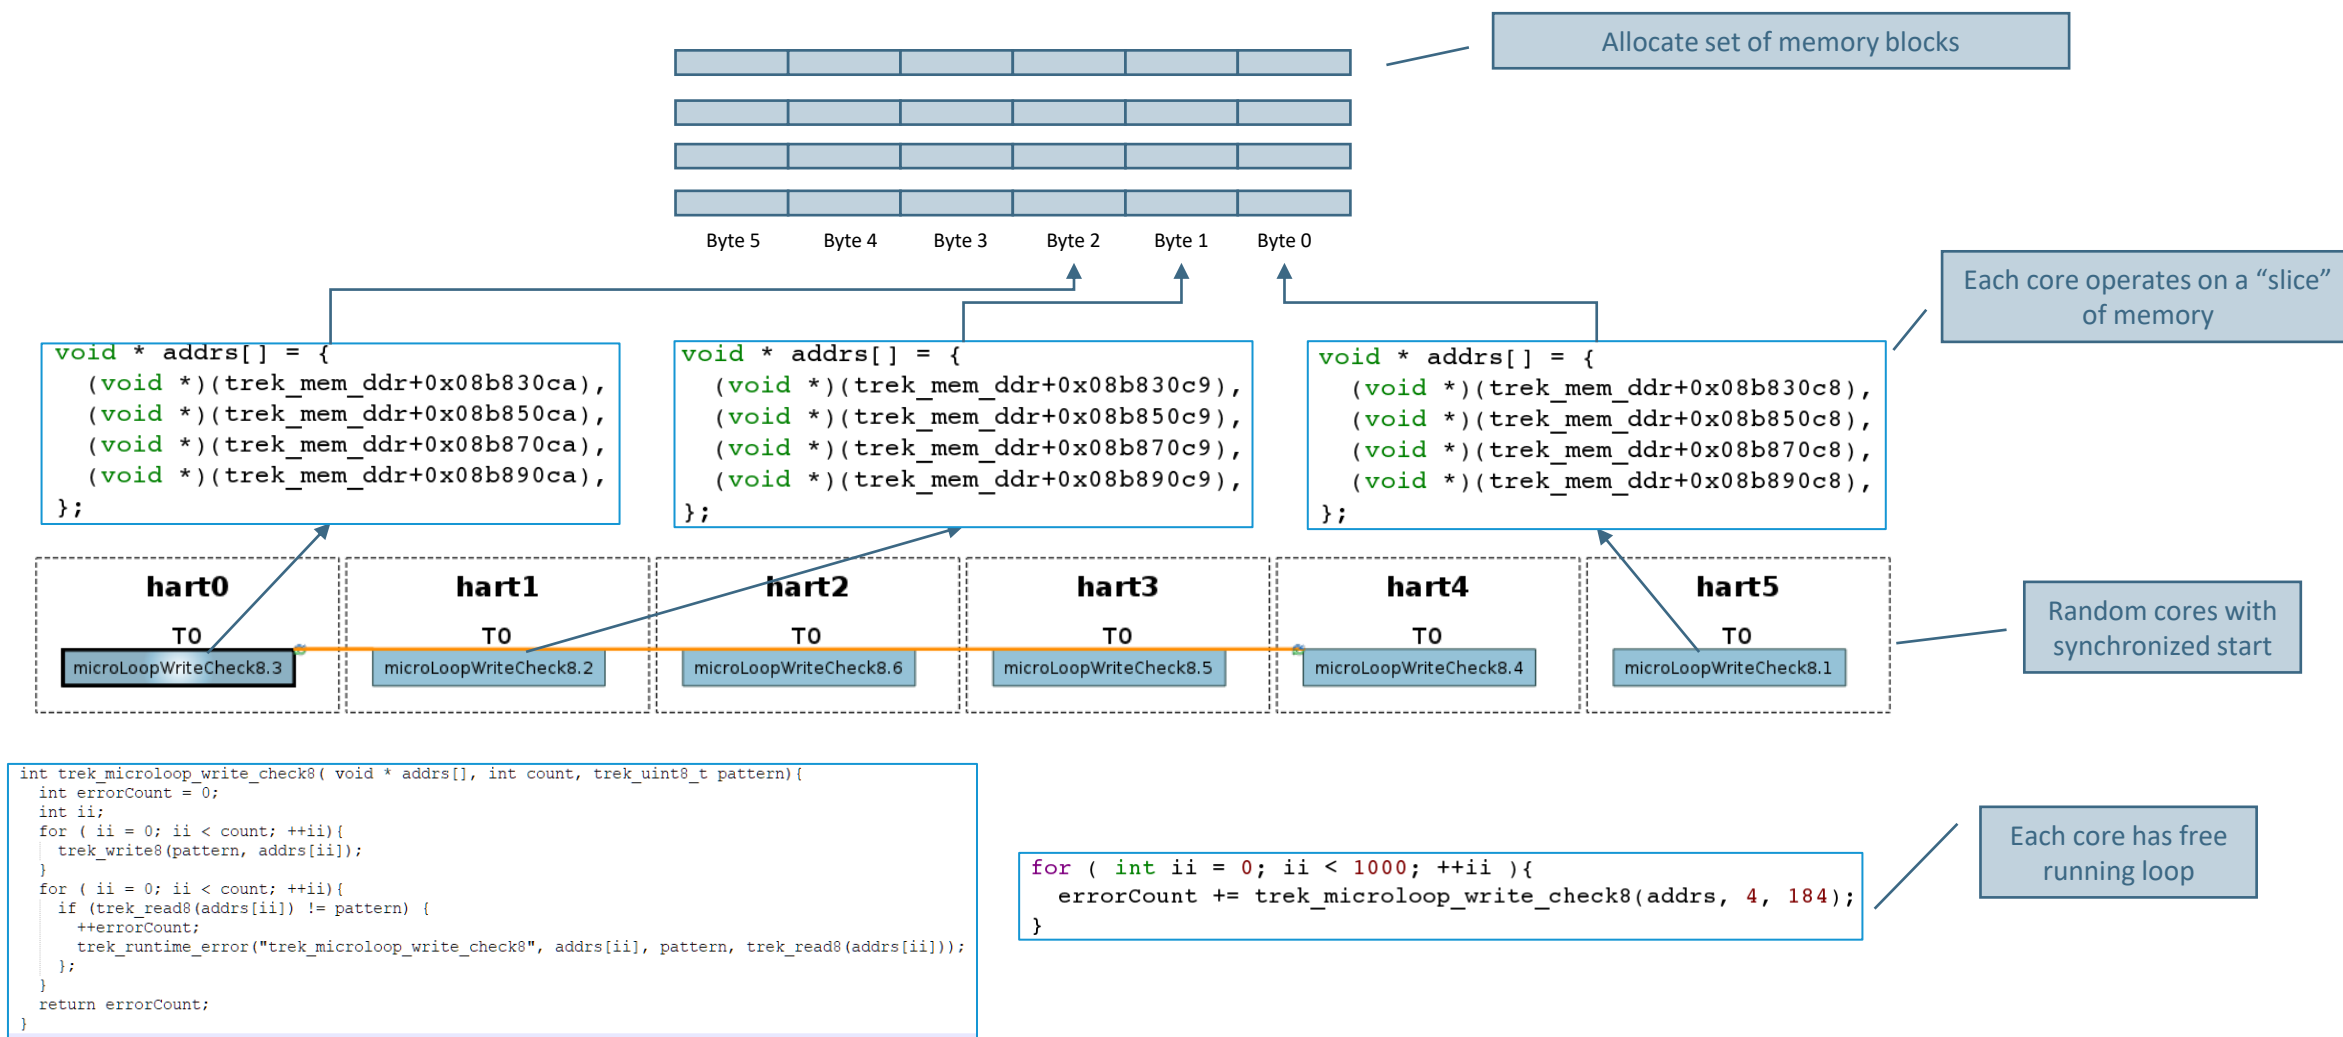 Allocate set of memory blocks
Byte 5 Byte 4 Byte 3 Byte 2 Byte 1 Byte 0
Each core operates on a “slice”
of memory
void * addrs[] = {
(void *)(trek_mem_ddr+0x08b830ca),
(void *)(trek_mem_ddr+0x08b850ca),
(void *)(trek_mem_ddr+0x08b870ca),
(void *)(trek_mem_ddr+0x08b890ca),
};
void * addrs[] = {
(void *)(trek_mem_ddr+0x08b830c9),
(void *)(trek_mem_ddr+0x08b850c9),
(void *)(trek_mem_ddr+0x08b870c9),
(void *)(trek_mem_ddr+0x08b890c9),
};
void * addrs[] = {
(void *)(trek_mem_ddr+0x08b830c8),
(void *)(trek_mem_ddr+0x08b850c8),
(void *)(trek_mem_ddr+0x08b870c8),
(void *)(trek_mem_ddr+0x08b890c8),
};
hart0 hart1 hart2 hart3 hart4 hart5
T0 T0 T0 T0 T0 T0
microLoopWriteCheck8.3 microLoopWriteCheck8.2 microLoopWriteCheck8.6 microLoopWriteCheck8.5 microLoopWriteCheck8.4 microLoopWriteCheck8.1
Random cores with
synchronized start
int trek_microloop_write_check8( void * addrs[], int count, trek_uint8_t pattern){
int errorCount = 0;
int ii;
for ( ii = 0; ii < count; ++ii){
trek_write8(pattern, addrs[ii]);
}
for ( ii = 0; ii < count; ++ii){
if (trek_read8(addrs[ii]) != pattern) {
++errorCount;
trek_runtime_error("trek_microloop_write_check8", addrs[ii], pattern, trek_read8(addrs[ii]));
};
}
return errorCount;
}
for ( int ii = 0; ii < 1000; ++ii ){
errorCount += trek_microloop_write_check8(addrs, 4, 184);
}
Each core has free
running loop